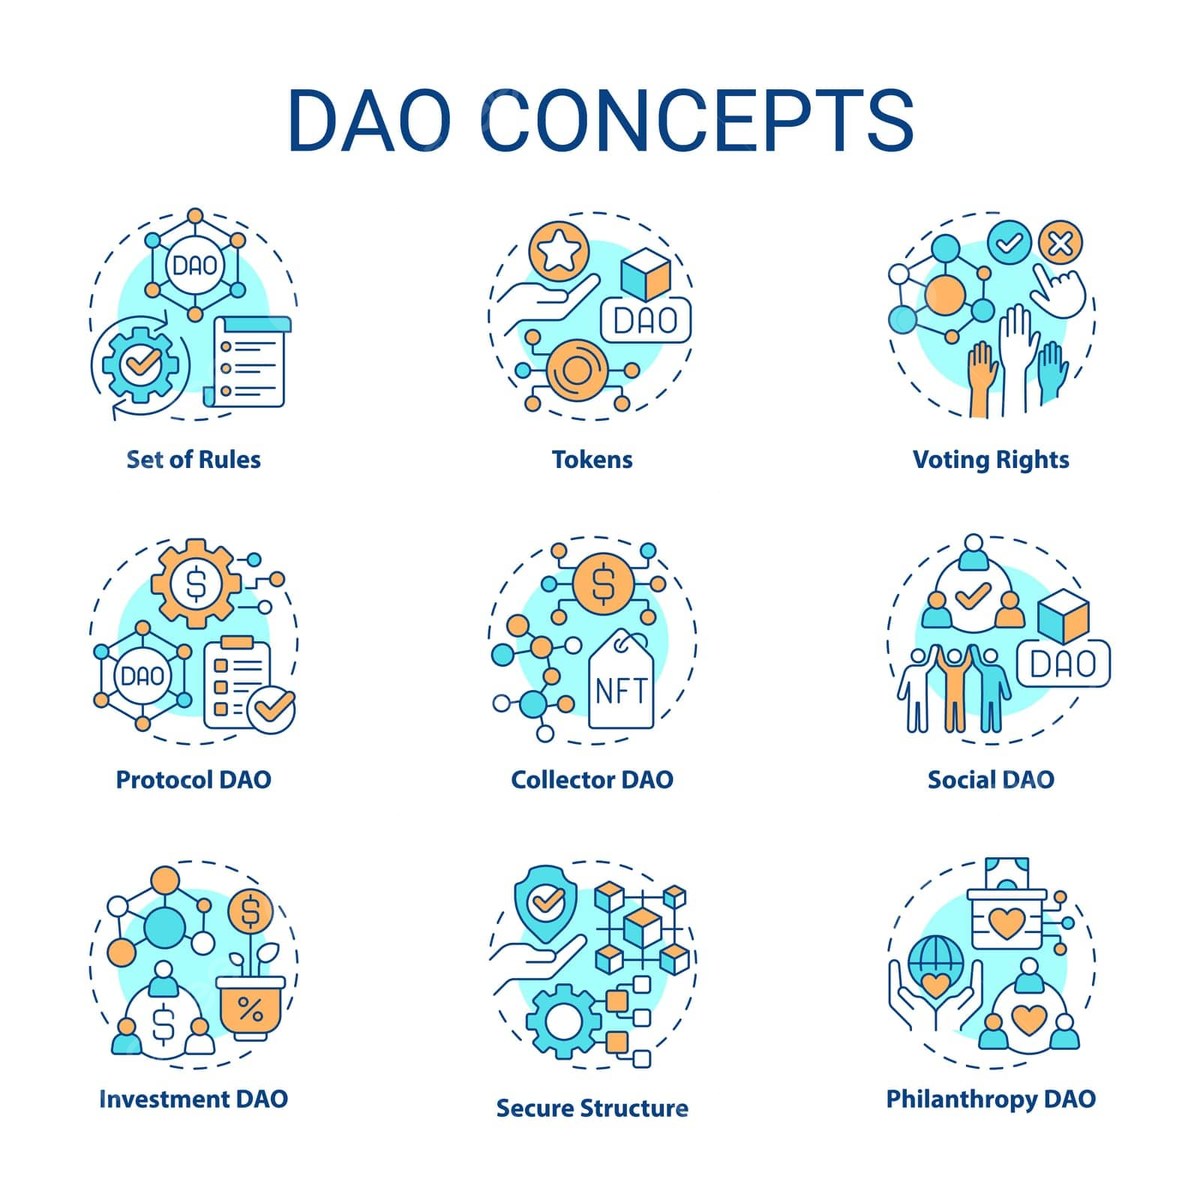 DAO CONCEPTS
DAO
Set of Rules
DAO
Tokens
Voting Rights
$
DAO
Protocol DAO
$
NFT
Collector DAO
DAO
Social DAO
$
$
%
Investment DAO
Secure Structure
Philanthropy DAO